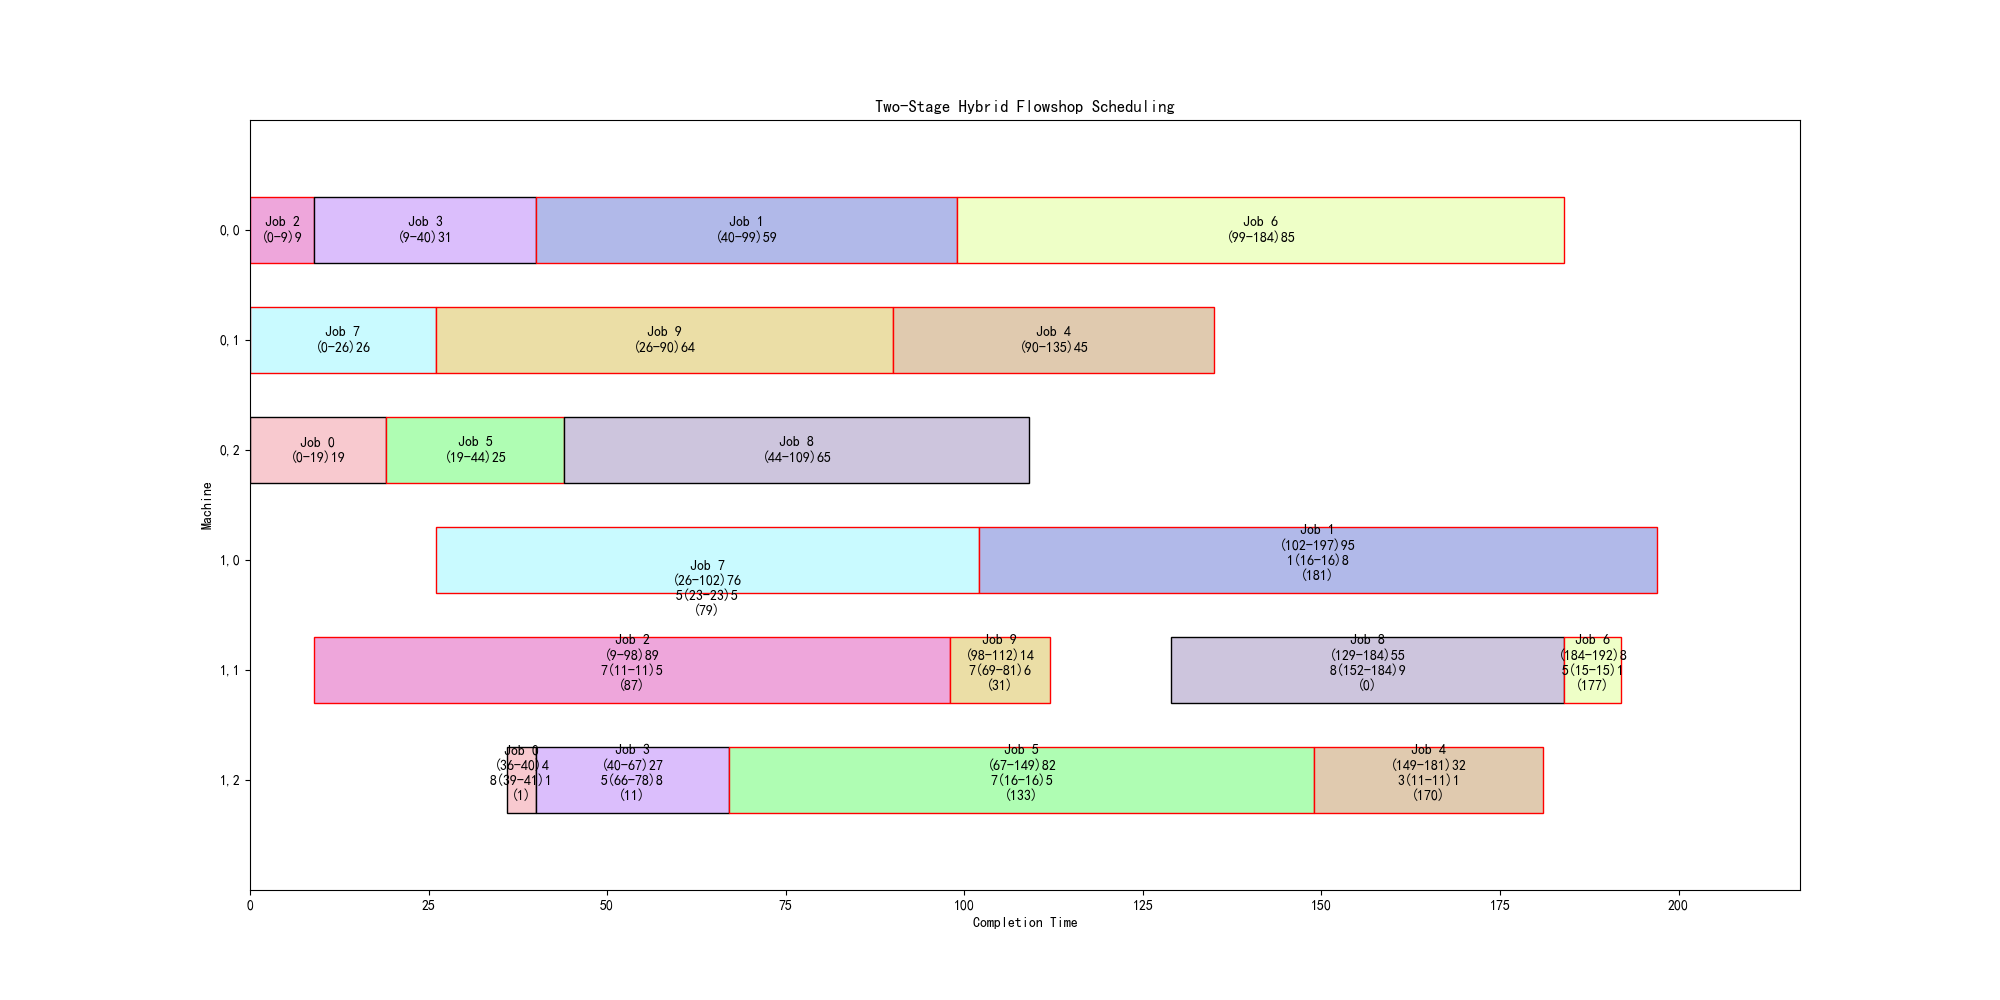 Two-Stage Hybrid Flowshop Scheduling
0,0
Job 2
(0-9)9
Job 3
(9-40)31
Job 1
(40-99)59
Job 6
(99-184)85
0,1
Job 7
(0-26)26
Job 9
(26-90)64
Job 4
(90-135)45
0,2
Job 0
(0-19)19
Job 5
(19-44)25
Job 8
(44-109)65
Machine
1,0
Job 7
(26-102)76
5(23-23)5
(79)
Job 1
(102-197)95
1(16-16)8
(181)
1,1
Job 2
(9-98)89
7(11-11)5
(87)
Job 9
(98-112)14
7(69-81)6
(31)
Job 8
(129-184)55
8(152-184)9
(0)
Job 6
(184-192)8
5(15-15)1
(177)
1,2
Job 0
(36-40)4
8(39-41)1
(1)
Job 3
(40-67)27
5(66-78)8
(11)
Job 5
(67-149)82
7(16-16)5
(133)
Job 4
(149-181)32
3(11-11)1
(170)
0 25 50 75 100 125 150 175 200
Completion Time